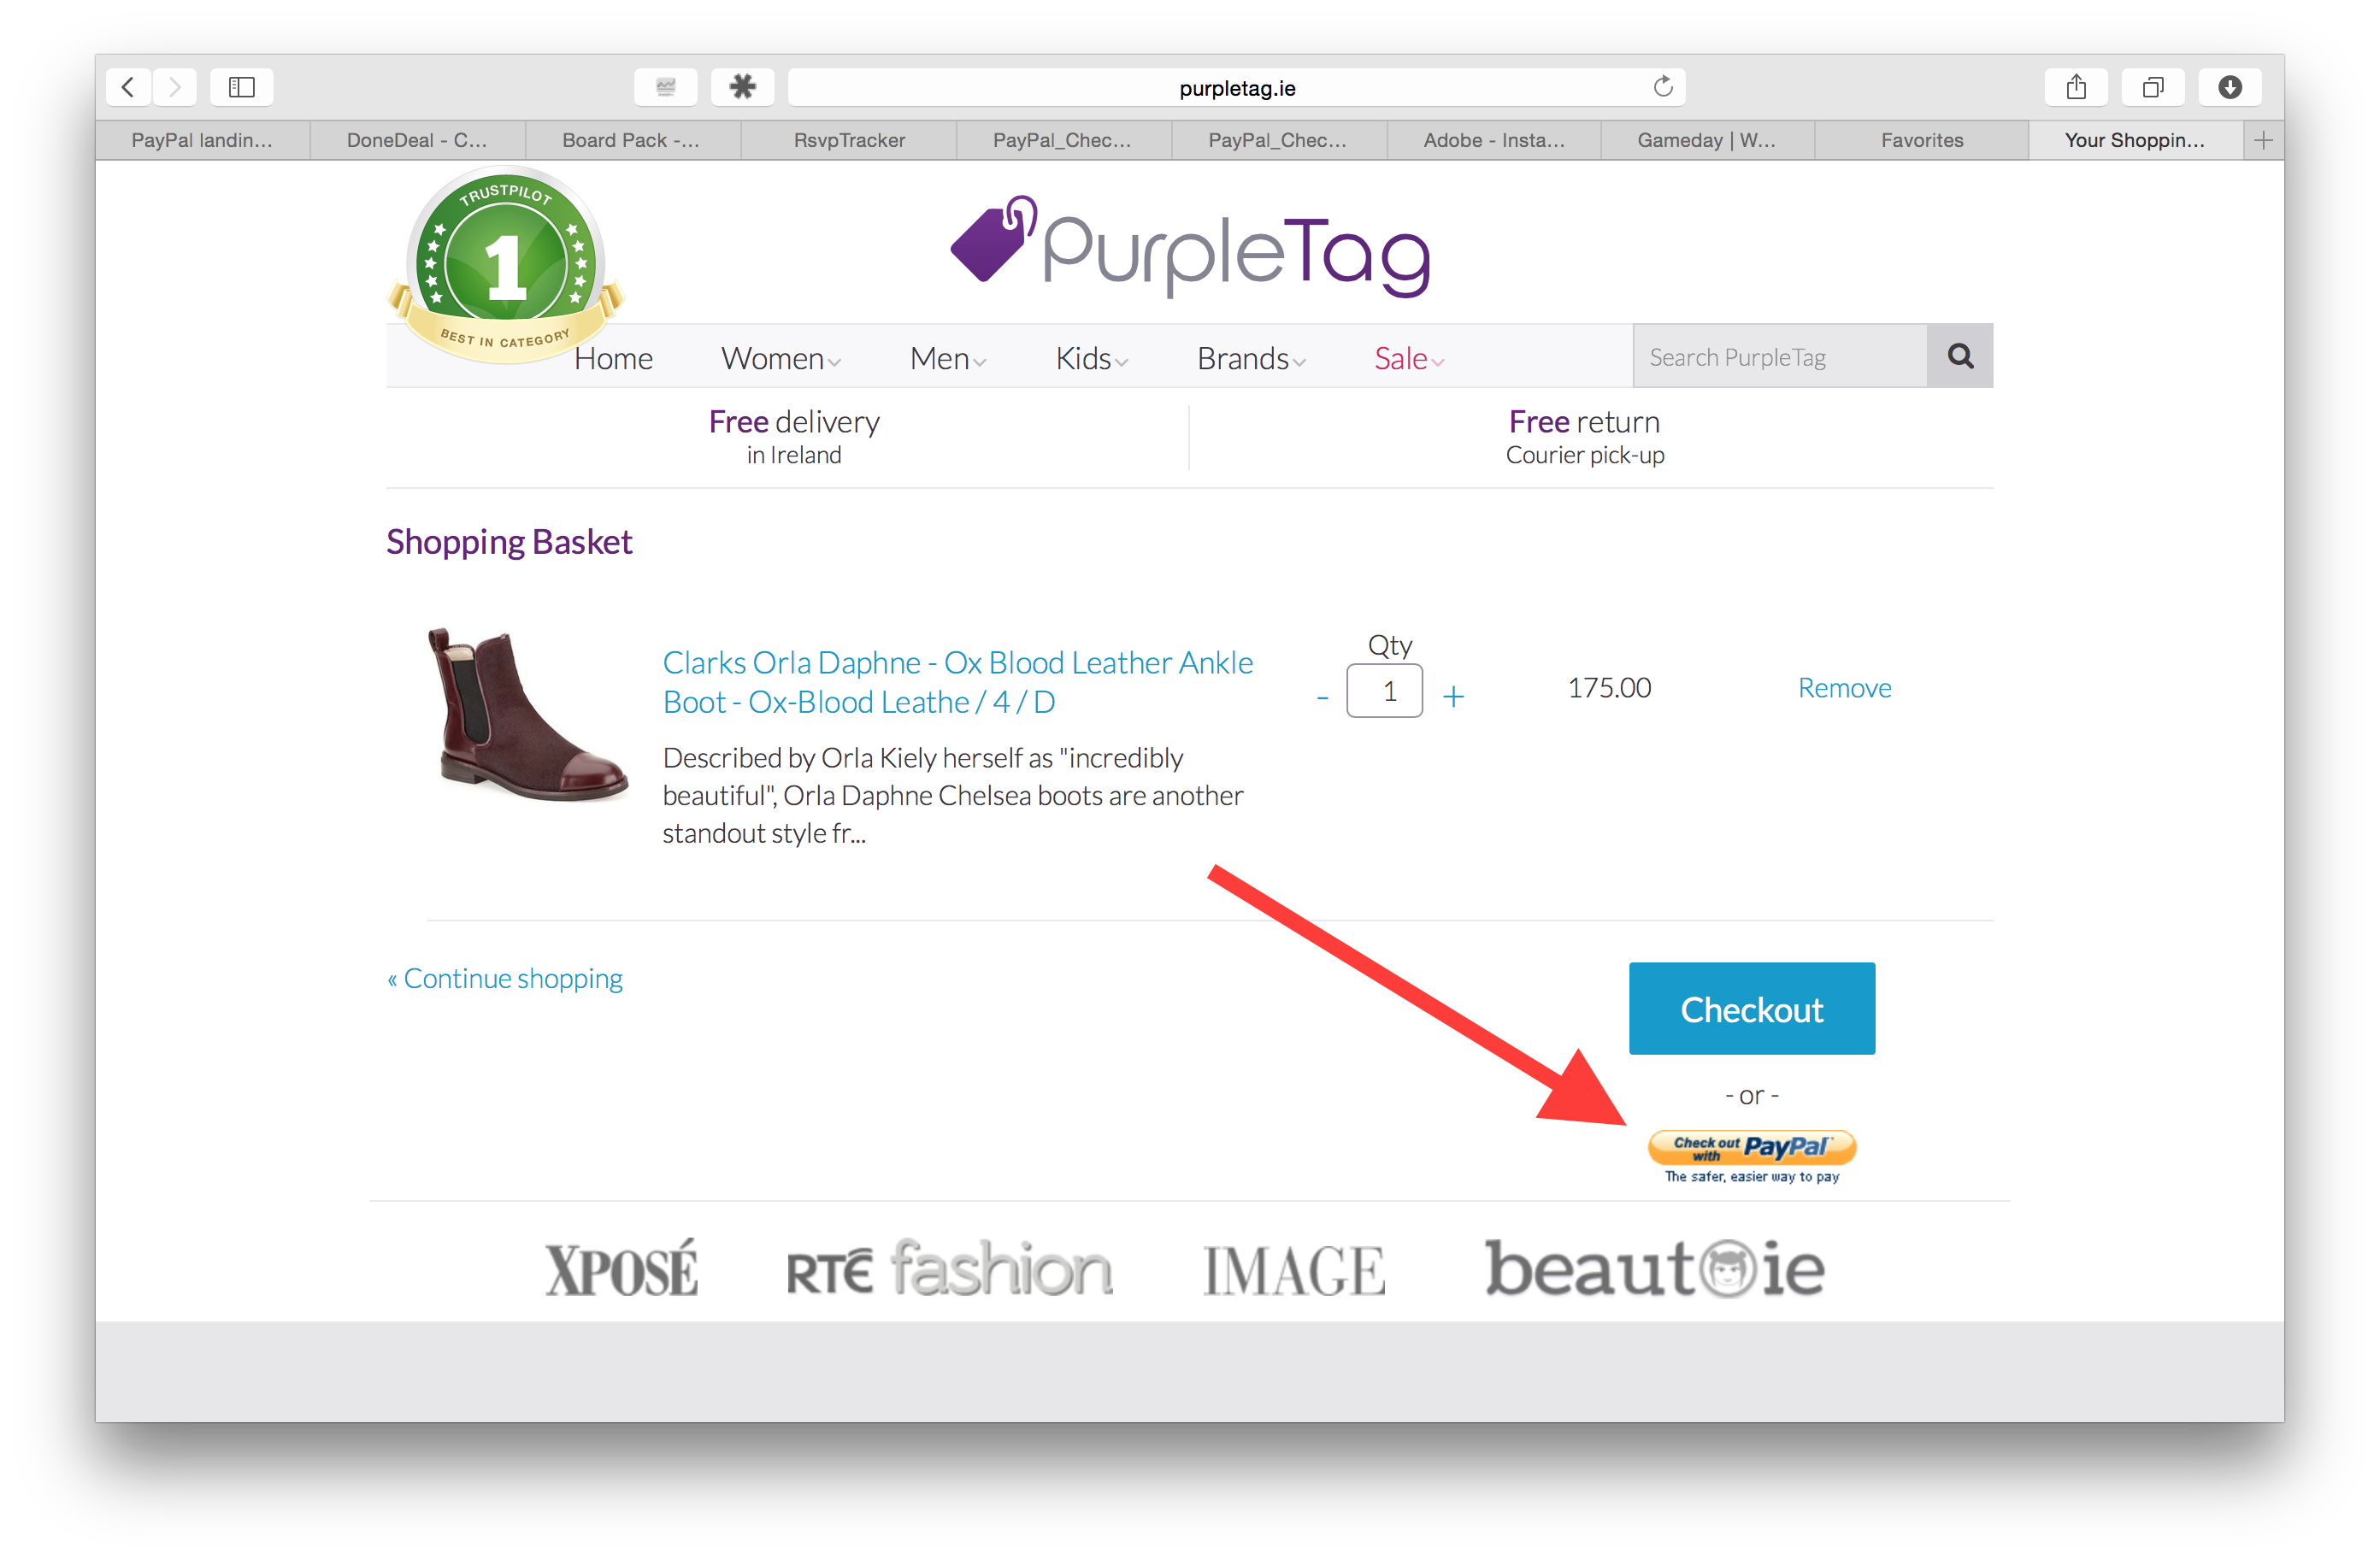 purpletag.ie
PayPal landin...
DoneDeal - C...
Board Pack -...
RsvpTracker
PayPal_Chec...
PayPal_Chec...
Adobe - Insta...
Gameday | W...
Favorites
Your Shoppin...
TRUSTPILOT
1
BEST IN CATEGORY
PurpleTag
Home
Women
Men
Kids
Brands
Sale
Search PurpleTag
Free delivery
in Ireland
Free return
Courier pick-up
Shopping Basket
Clarks Orla Daphne - Ox Blood Leather Ankle
Boot - Ox-Blood Leathe / 4 / D
Described by Orla Kiely herself as "incredibly
beautiful", Orla Daphne Chelsea boots are another
standout style fr...
Qty
- 1 +
175.00
Remove
« Continue shopping
Checkout
- or -
Check out
with PayPal
The safer, easier way to pay
XPOSÉ
RTÉ fashion
IMAGE
beaut ie